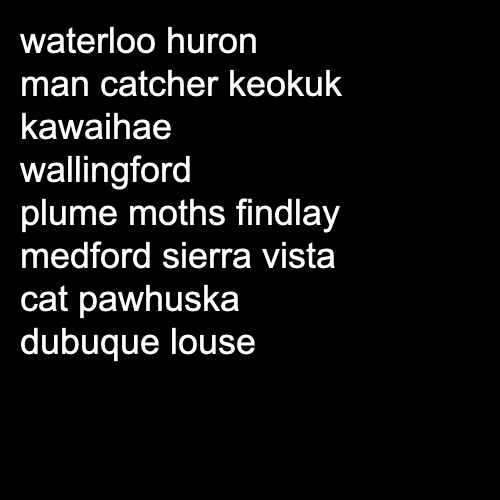 waterloo huron
man catcher keokuk
kawaihae
wallingford
plume moths findlay
medford sierra vista
cat pawhuska
dubuque louse